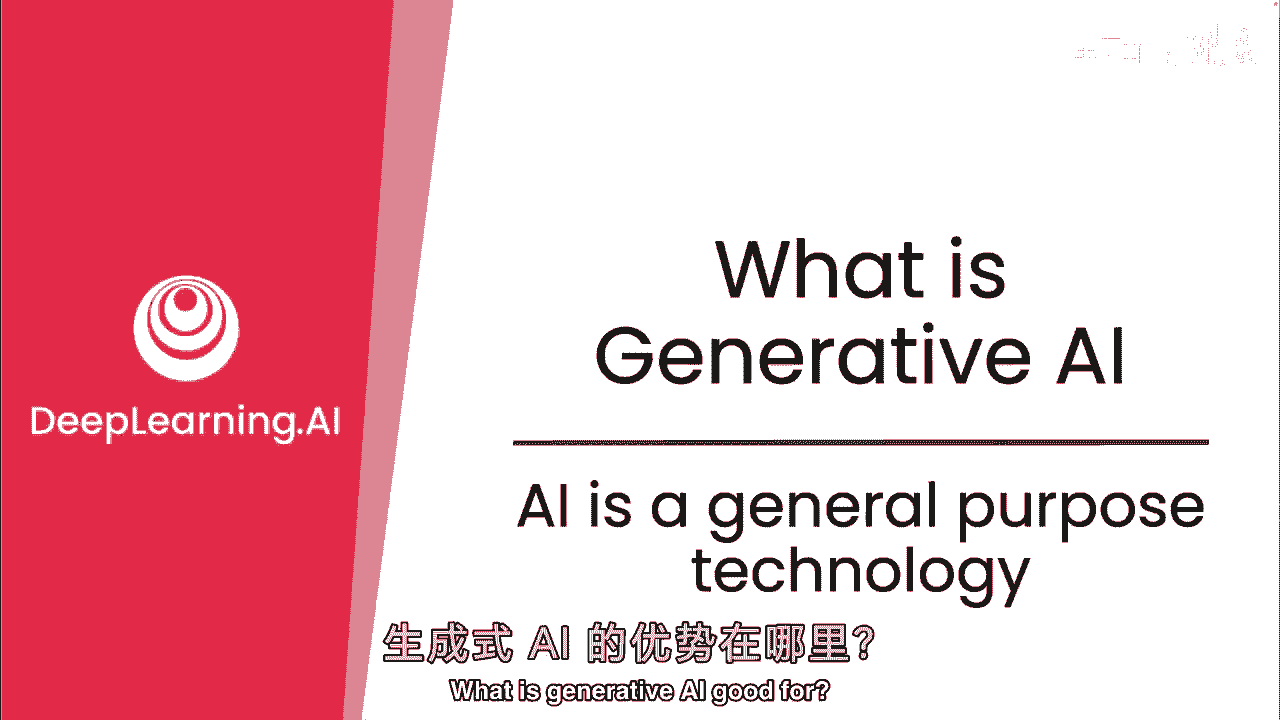 What is
Generative AI
DeepLearning.AI
AI is a general purpose
technology
生成式 AI 的优势在哪里?
What is generative AI good for?